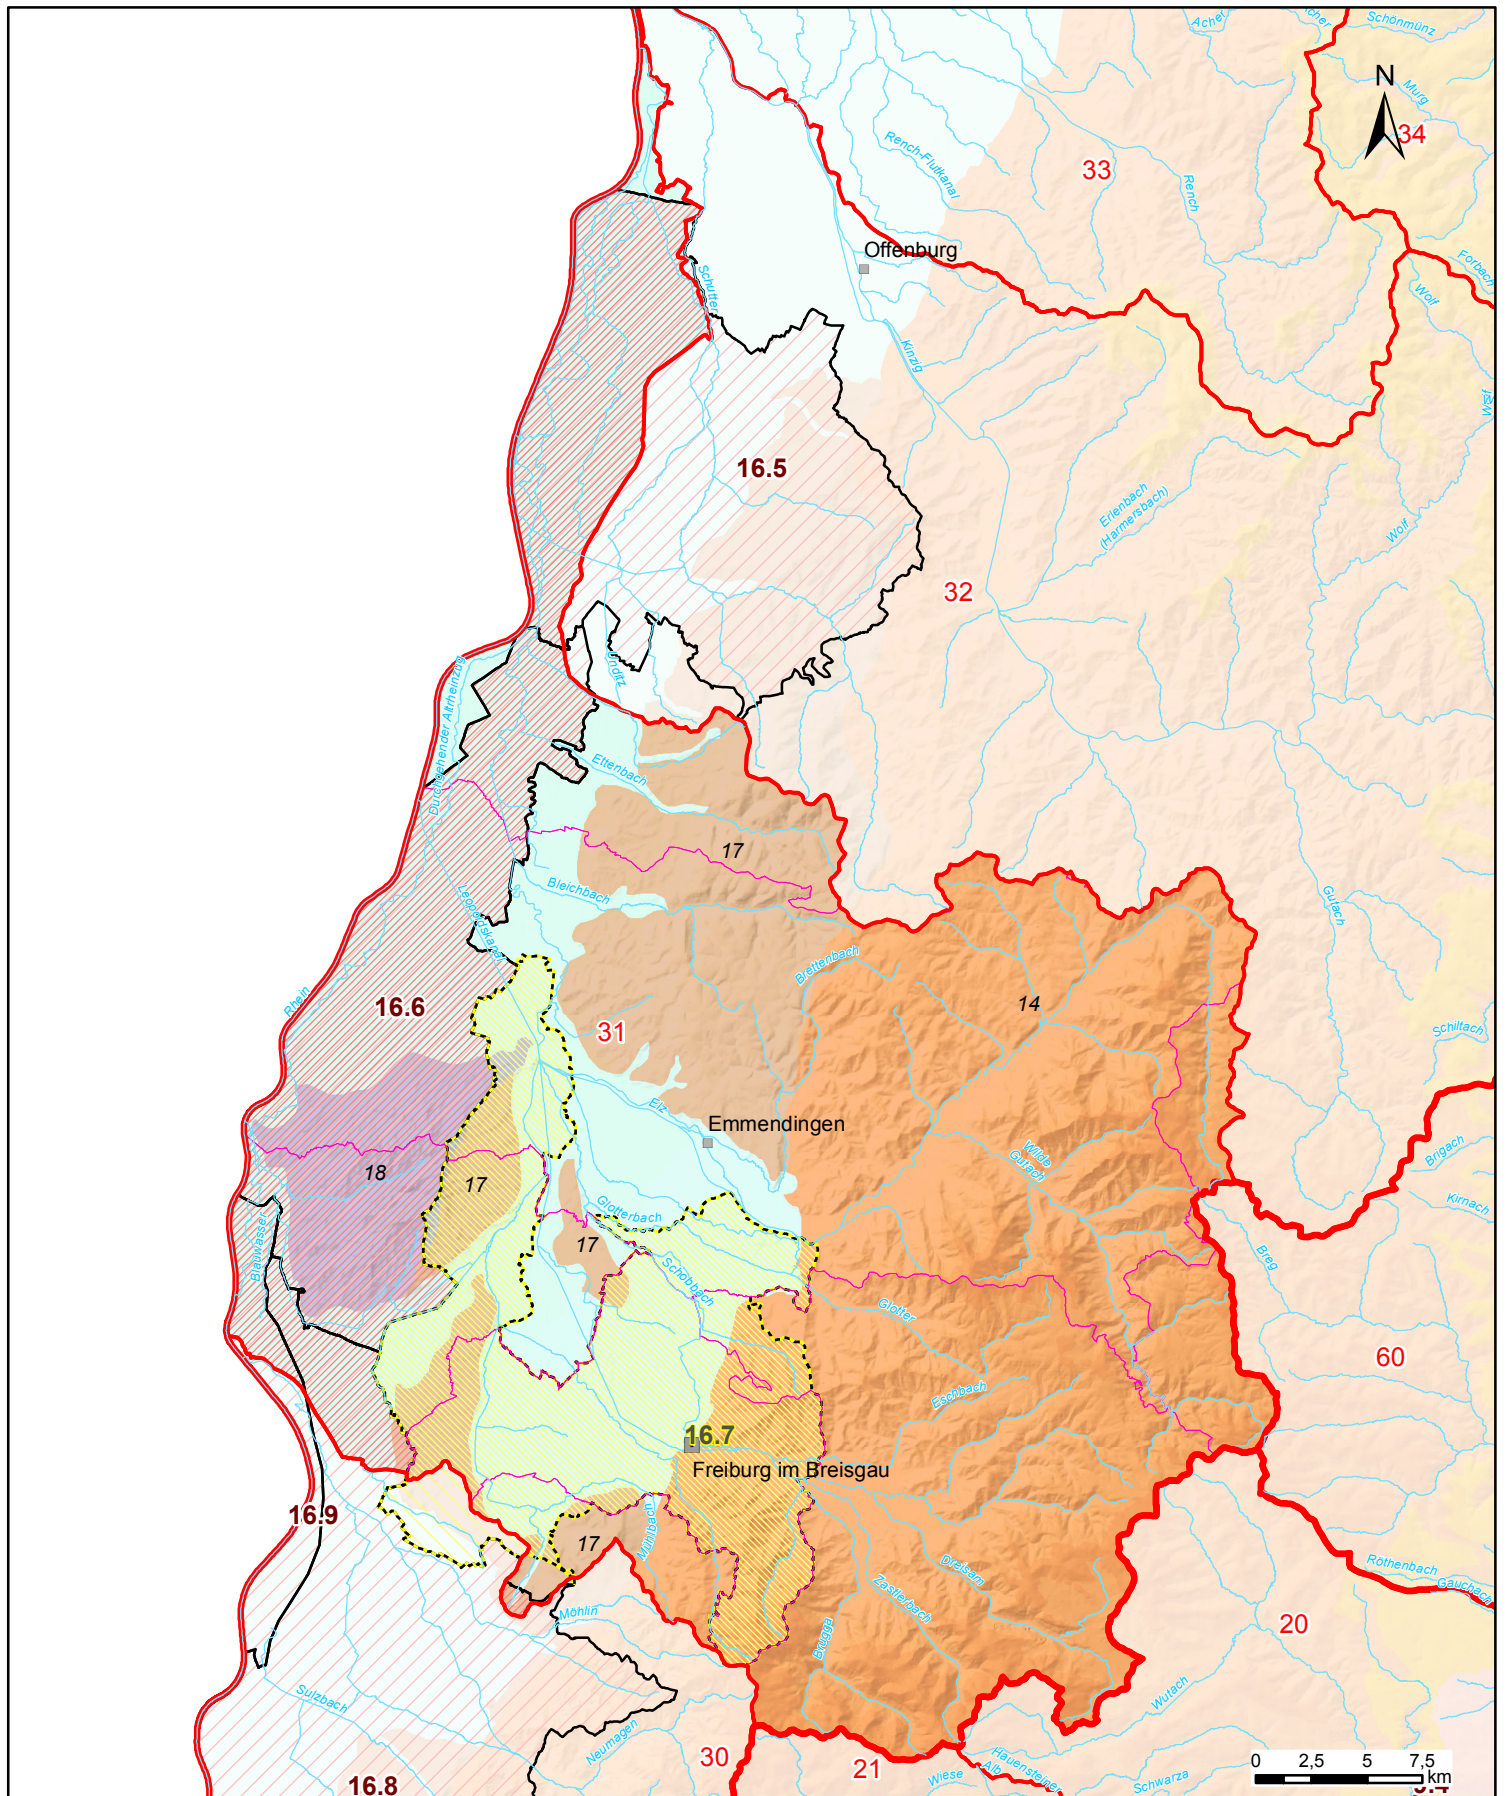 Acher
Schönmünz
N
Murg
34
33
Rench-Flutkanal
Rench
Offenburg
Forbach
Schutter
Wolf
Kinzig
Wolf
16.5
Erlenbach
(Harmersbach)
Wolf
32
Unditz
Durchgehender Altrheinzug
Ettenbach
17
Bleichbach
Gutach
Leopoldskanal
Brettenbach
Rhein
16.6
14
31
Schiltach
Elz
Emmendingen
Wilde
Gutach
Brigach
18
17
Kirnach
Glotterbach
Blauwasser
17
Breg
Schobbach
Glotter
60
Eschbach
16.7
Freiburg im Breisgau
16.9
Mühlbach
17
Röthenbach
Gauchach
Dreisam
Zastlerbach
Möhlin
20
Brugga
Sulzbach
Wutach
Neumagen
30
21
Hauensteiner
Alb
Wiese
Schwarza
0 2,5 5 7,5
km
16.8